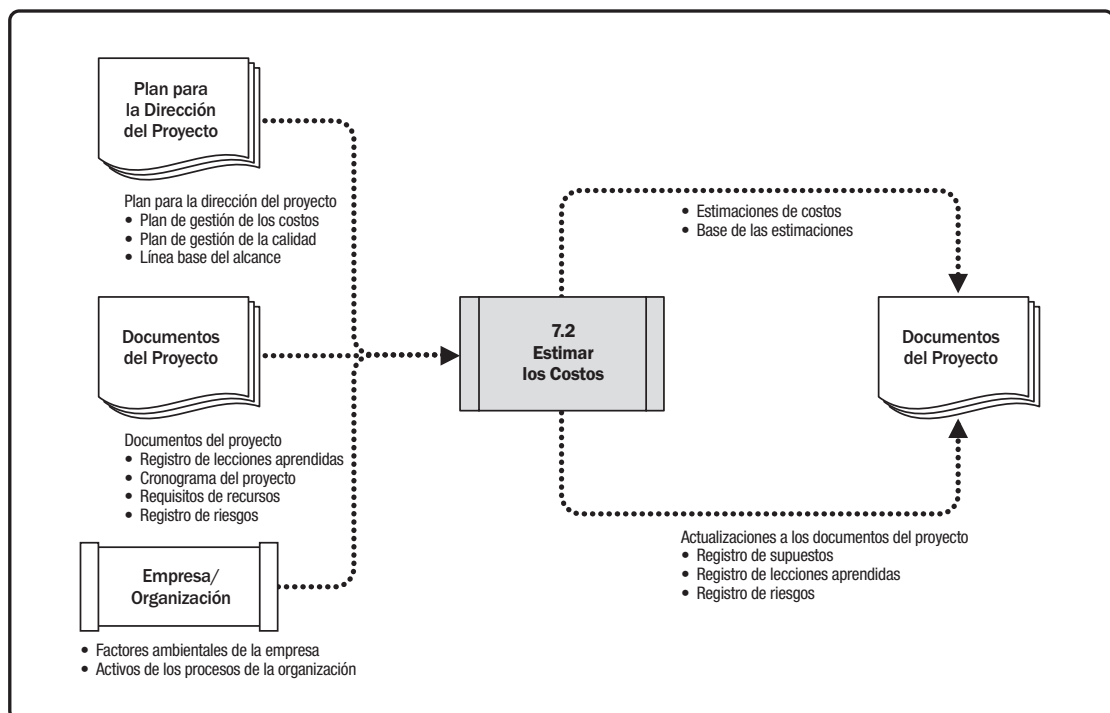 Plan para
la Dirección
del Proyecto
Plan para la dirección del proyecto
• Plan de gestión de los costos
• Plan de gestión de la calidad
• Línea base del alcance
Documentos
del Proyecto
Documentos del proyecto
• Registro de lecciones aprendidas
• Cronograma del proyecto
• Requisitos de recursos
• Registro de riesgos
Empresa/
Organización
• Factores ambientales de la empresa
• Activos de los procesos de la organización
7.2
Estimar
los Costos
• Estimaciones de costos
• Base de las estimaciones
Documentos
del Proyecto
Actualizaciones a los documentos del proyecto
• Registro de supuestos
• Registro de lecciones aprendidas
• Registro de riesgos